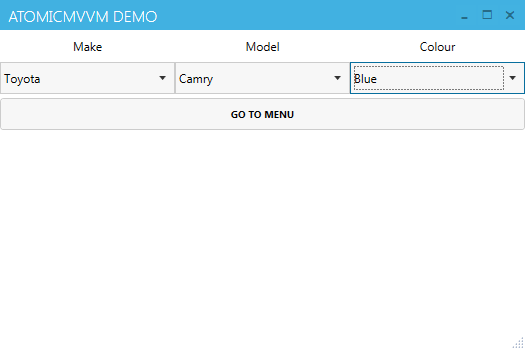 ATOMICMVVM DEMO
Make Model Colour
Toyota Camry Blue
GO TO MENU